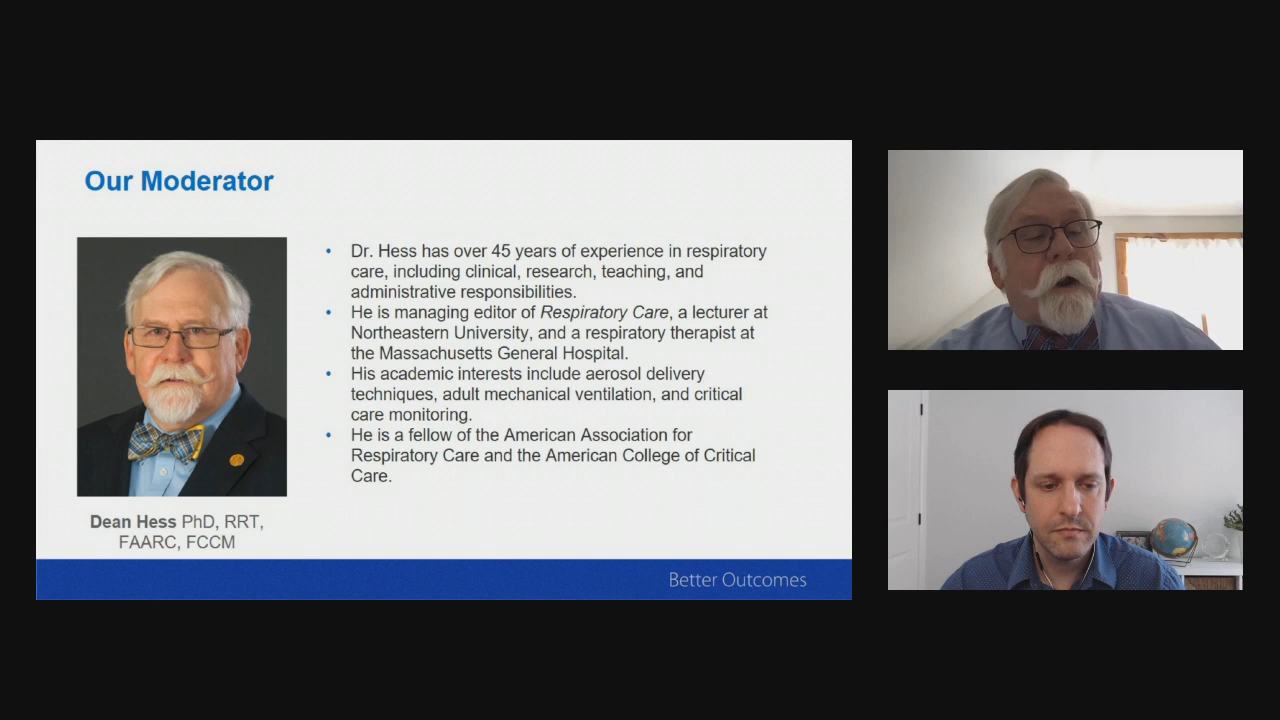 Our Moderator
• Dr. Hess has over 45 years of experience in respiratory
care, including clinical, research, teaching, and
administrative responsibilities.
• He is managing editor of Respiratory Care, a lecturer at
Northeastern University, and a respiratory therapist at
the Massachusetts General Hospital.
• His academic interests include aerosol delivery
techniques, adult mechanical ventilation, and critical
care monitoring.
• He is a fellow of the American Association for
Respiratory Care and the American College of Critical
Care.
Dean Hess PhD, RRT,
FAARC, FCCM
Better Outcomes